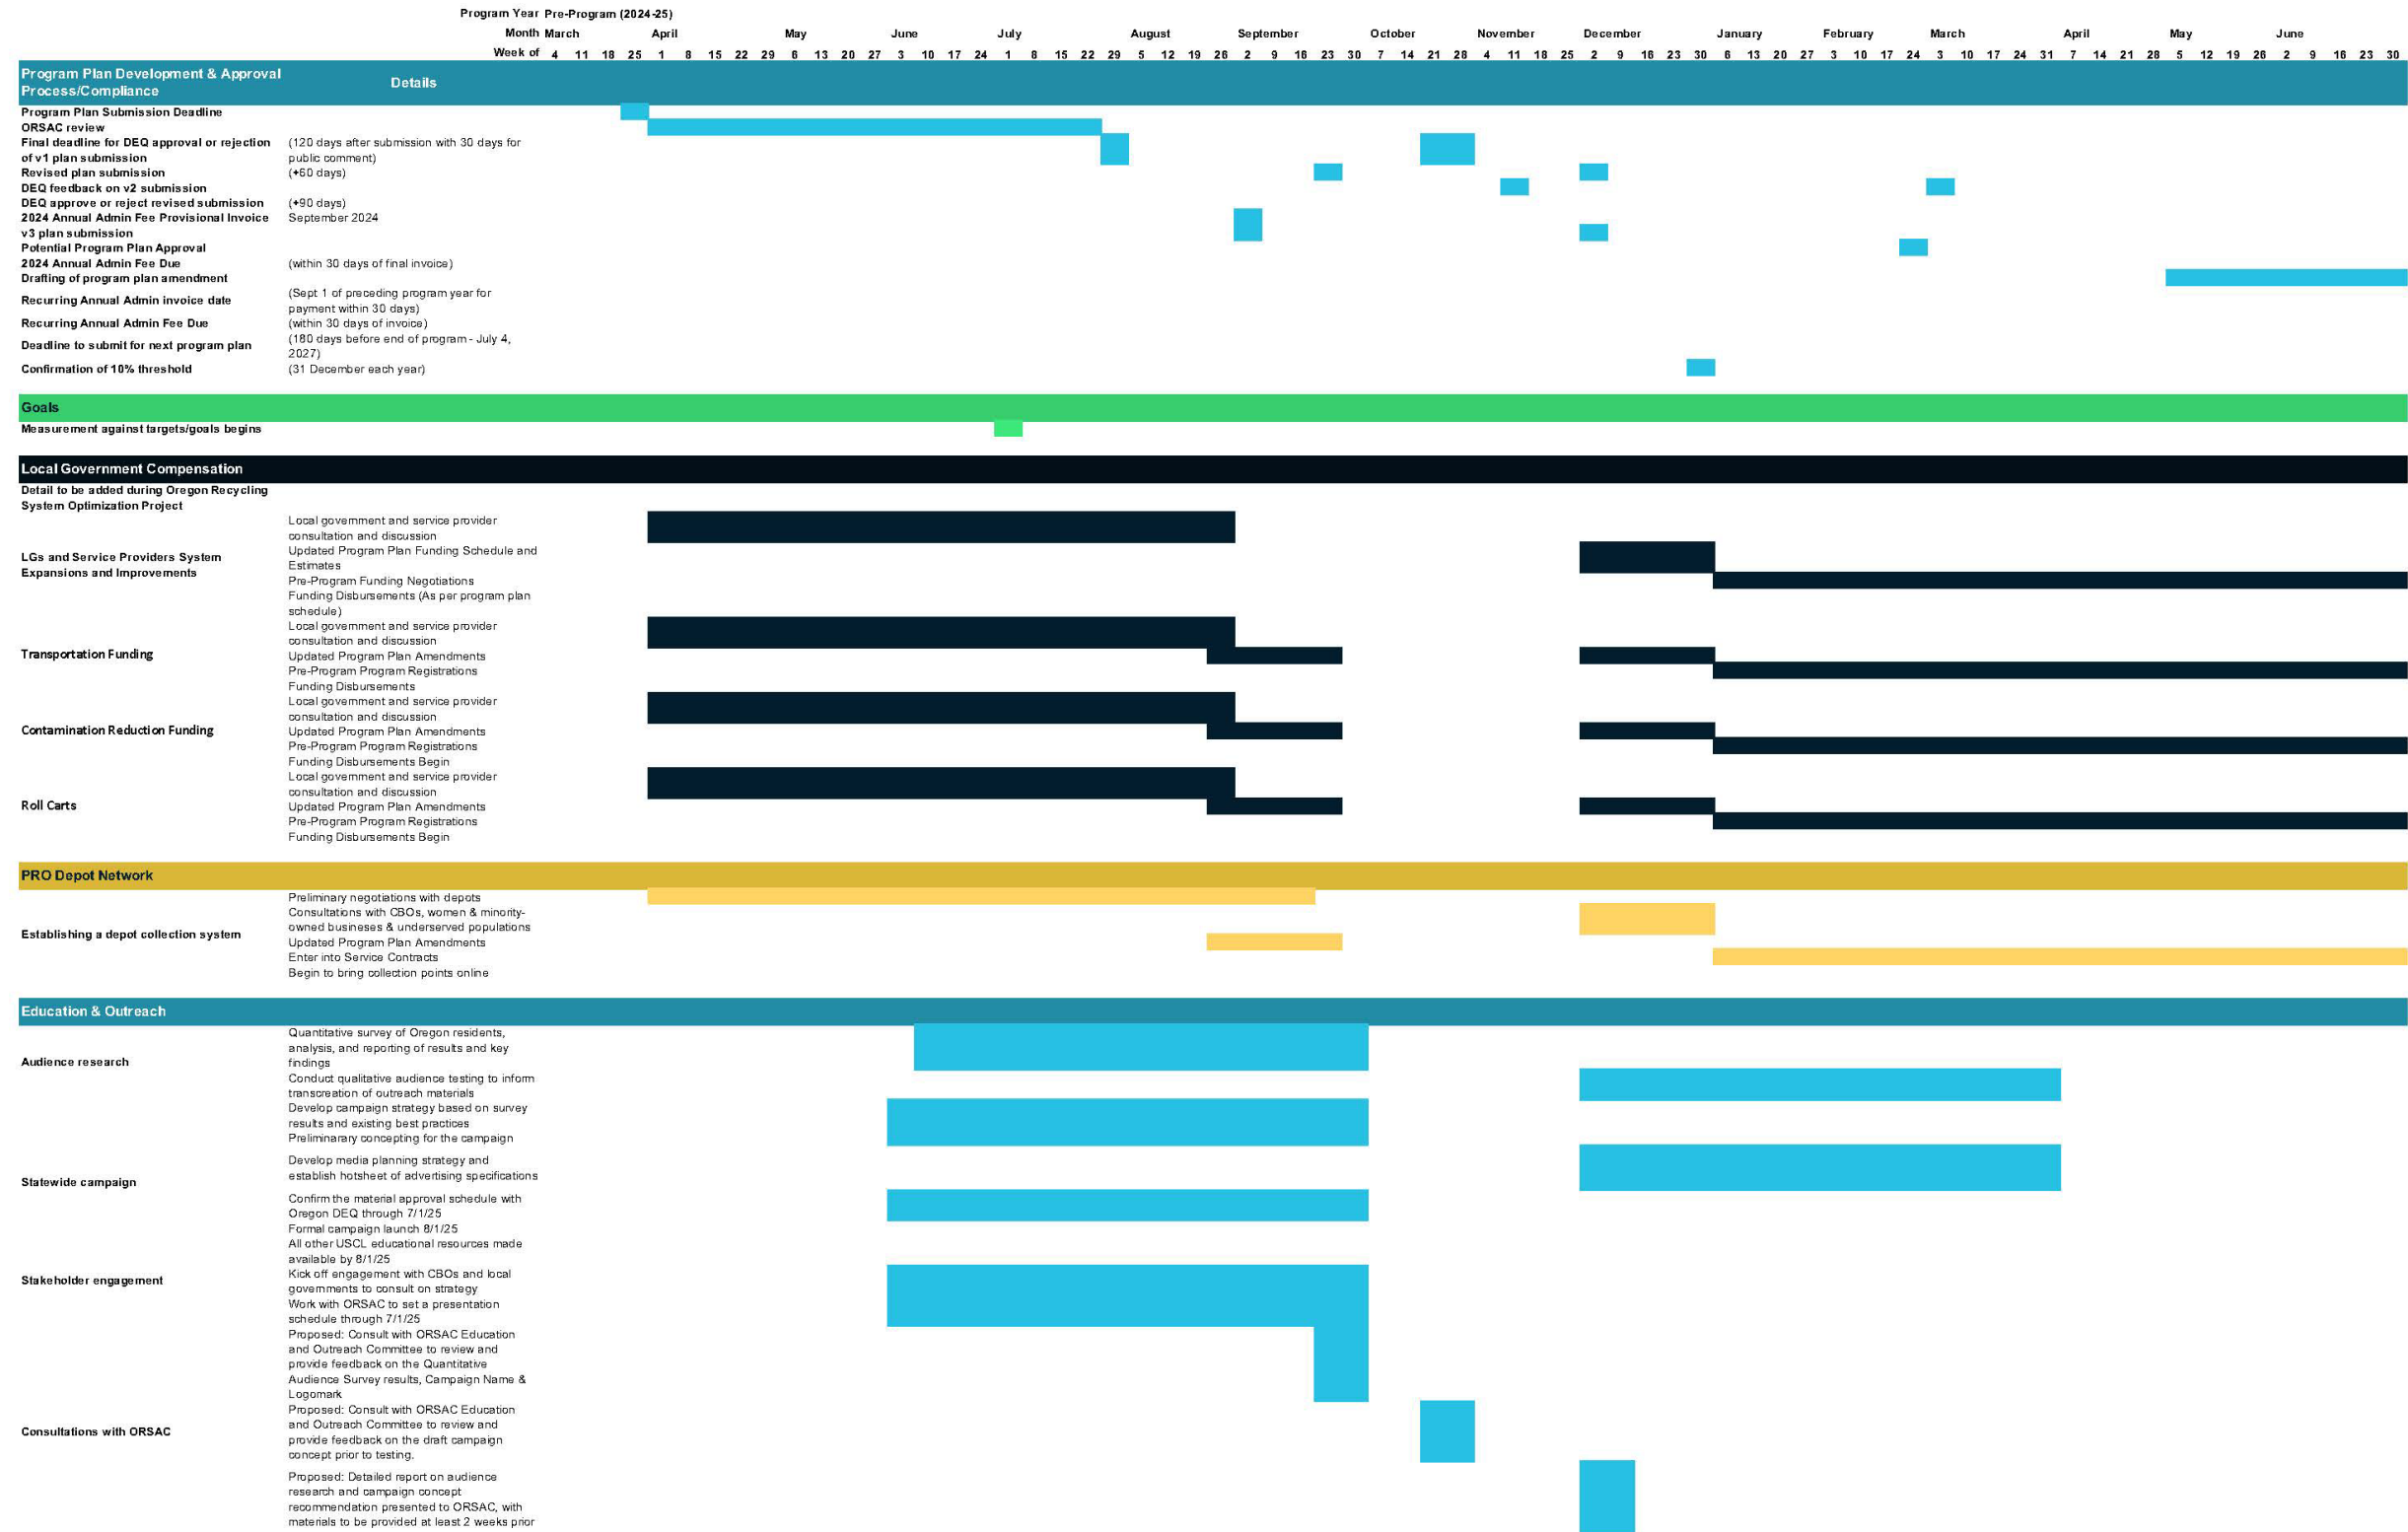 Program Year Pre-Program (2024-25)
Month March April May June July August September October November December January February March April May June
Week of 4 11 18 25 1 8 15 22 29 6 13 20 27 3 10 17 24 1 8 15 22 29 5 12 19 26 2 9 16 23 30 7 14 21 28 4 11 18 25 2 9 16 23 30 6 13 20 27 3 10 17 24 3 10 17 24 31 7 14 21 28 5 12 19 26 2 9 16 23 30
Program Plan Development & Approval
Process/Compliance
Details
Program Plan Submission Deadline
ORSAC review
Final deadline for DEQ approval or rejection
of v1 plan submission
(120 days after submission with 30 days for
public comment)
Revised plan submission (+60 days)
DEQ feedback on v2 submission
DEQ approve or reject revised submission (+90 days)
2024 Annual Admin Fee Provisional Invoice September 2024
v3 plan submission
Potential Program Plan Approval
2024 Annual Admin Fee Due (within 30 days of final invoice)
Drafting of program plan amendment
Recurring Annual Admin invoice date
(Sept 1 of preceding program year for
payment within 30 days)
Recurring Annual Admin Fee Due (within 30 days of invoice)
Deadline to submit for next program plan
(180 days before end of program - July 4,
2027)
Confirmation of 10% threshold (31 December each year)
Goals
Measurement against targets/goals begins
Local Government Compensation
Detail to be added during Oregon Recycling
System Optimization Project
LGs and Service Providers System
Expansions and Improvements
Local government and service provider
consultation and discussion
Updated Program Plan Funding Schedule and
Estimates
Pre-Program Funding Negotiations
Funding Disbursements (As per program plan
schedule)
Transportation Funding
Local government and service provider
consultation and discussion
Updated Program Plan Amendments
Pre-Program Program Registrations
Funding Disbursements
Contamination Reduction Funding
Local government and service provider
consultation and discussion
Updated Program Plan Amendments
Pre-Program Program Registrations
Funding Disbursements Begin
Roll Carts
Local government and service provider
consultation and discussion
Updated Program Plan Amendments
Pre-Program Program Registrations
Funding Disbursements Begin
PRO Depot Network
Establishing a depot collection system
Preliminary negotiations with depots
Consultations with CBOs, women & minority-
owned busineses & underserved populations
Updated Program Plan Amendments
Enter into Service Contracts
Begin to bring collection points online
Education & Outreach
Audience research
Quantitative survey of Oregon residents,
analysis, and reporting of results and key
findings
Conduct qualitative audience testing to inform
transcreation of outreach materials
Statewide campaign
Develop campaign strategy based on survey
results and existing best practices
Preliminarary concepting for the campaign
Develop media planning strategy and
establish hotsheet of advertising specifications
Confirm the material approval schedule with
Oregon DEQ through 7/1/25
Formal campaign launch 8/1/25
All other USCL educational resources made
available by 8/1/25
Stakeholder engagement
Kick off engagement with CBOs and local
governments to consult on strategy
Work with ORSAC to set a presentation
schedule through 7/1/25
Consultations with ORSAC
Proposed: Consult with ORSAC Education
and Outreach Committee to review and
provide feedback on the Quantitative
Audience Survey results, Campaign Name &
Logomark
Proposed: Consult with ORSAC Education
and Outreach Committee to review and
provide feedback on the draft campaign
concept prior to testing.
Proposed: Detailed report on audience
research and campaign concept
recommendation presented to ORSAC, with
materials to be provided at least 2 weeks prior